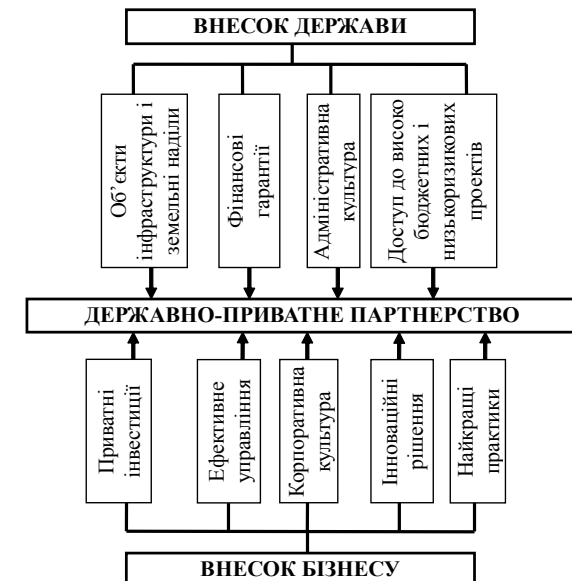 ВНЕСОК ДЕРЖАВИ
Об’єкти
інфраструктури і
земельні наділи
Фінансові
гарантії
Адміністративна
культура
Доступ до високо
бюджетних і
низькоризикових
проектів
ДЕРЖАВНО-ПРИВАТНЕ ПАРТНЕРСТВО
Приватні
інвестиції
Ефективне
управління
Корпоративна
культура
Інноваційні
рішення
Найкращі
практики
ВНЕСОК БІЗНЕСУ